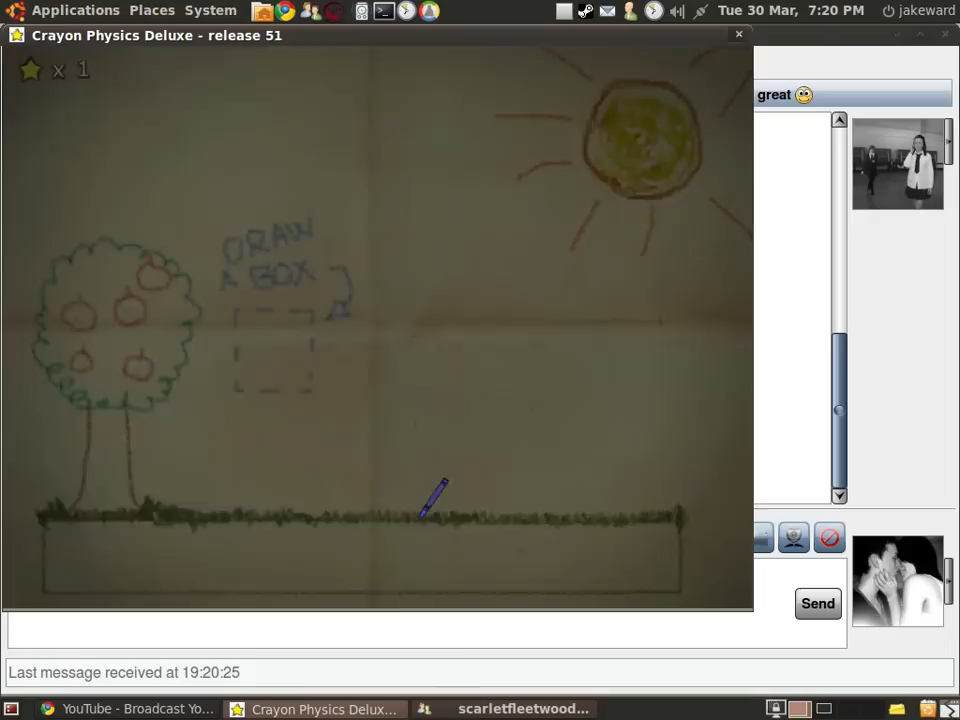 Applications Places System
Tue 30 Mar, 7:20 PM
jakeward
Crayon Physics Deluxe - release 51
x 1
great
DRAW
A BOX
Send
Last message received at 19:20:25
YouTube - Broadcast Yo...
Crayon Physics Delux...
scarletfleetwood...